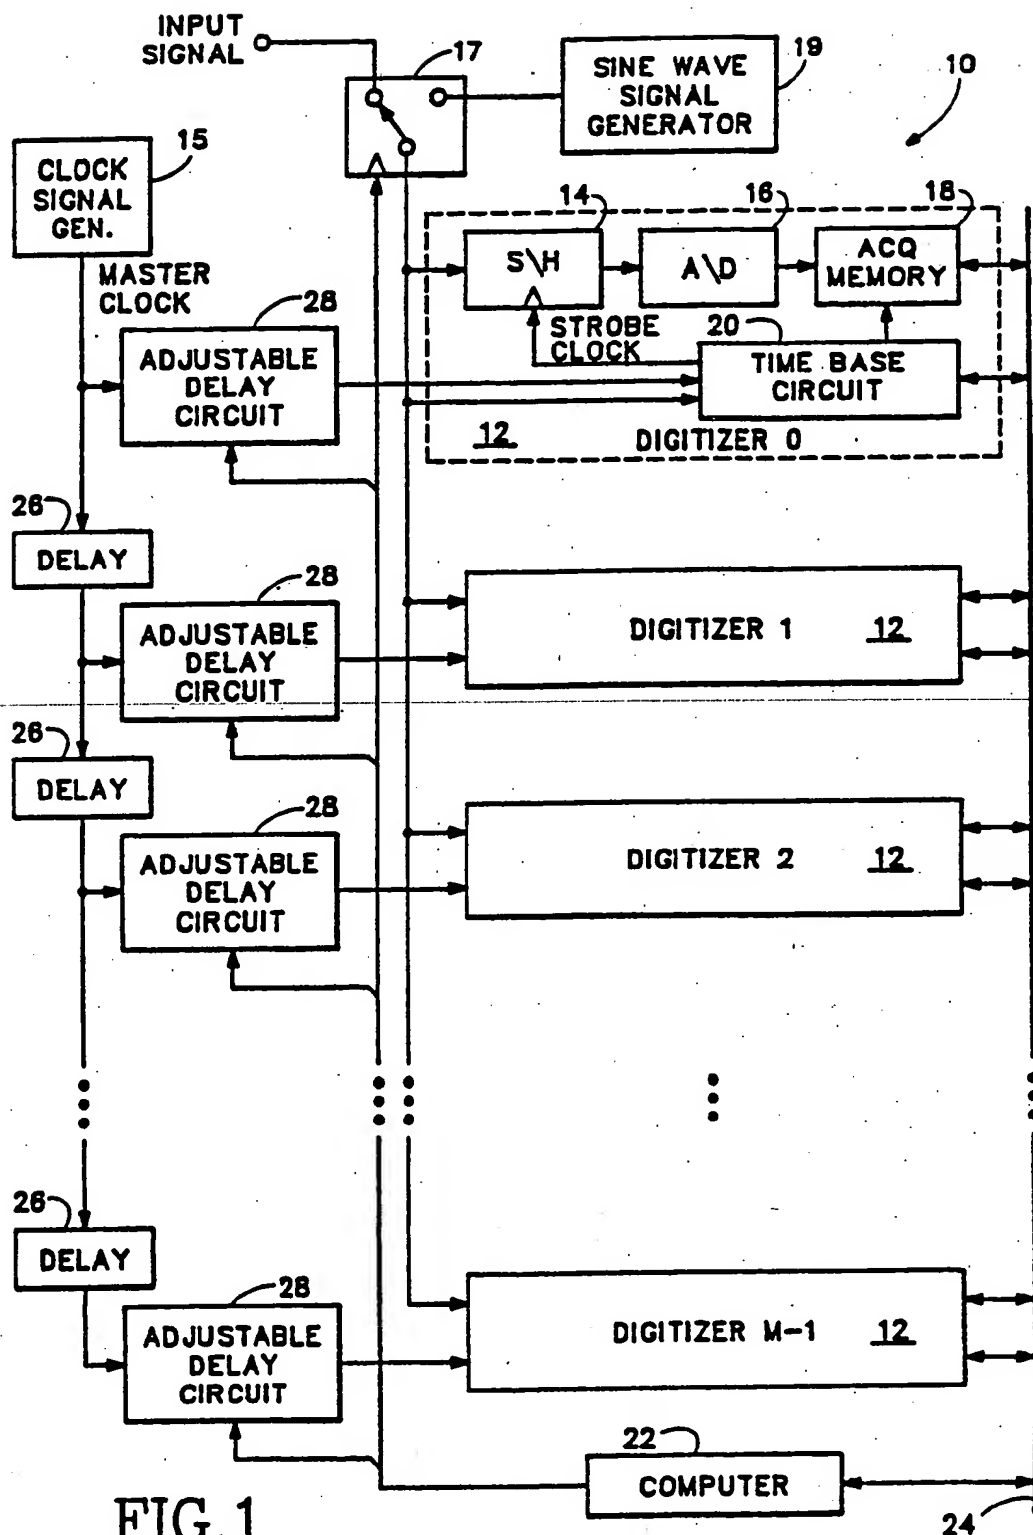 INPUT
SIGNAL
17
SINE WAVE
SIGNAL
GENERATOR
19
10
15
CLOCK
SIGNAL
GEN.
MASTER
CLOCK
14
16
18
S\H
A\D
ACQ
MEMORY
STROBE
CLOCK
20
TIME BASE
CIRCUIT
12
DIGITIZER 0
28
ADJUSTABLE
DELAY
CIRCUIT
26
DELAY
28
ADJUSTABLE
DELAY
CIRCUIT
DIGITIZER 1
12
26
DELAY
28
ADJUSTABLE
DELAY
CIRCUIT
DIGITIZER 2
12
26
DELAY
28
ADJUSTABLE
DELAY
CIRCUIT
DIGITIZER M-1
12
22
COMPUTER
24
FIG. 1